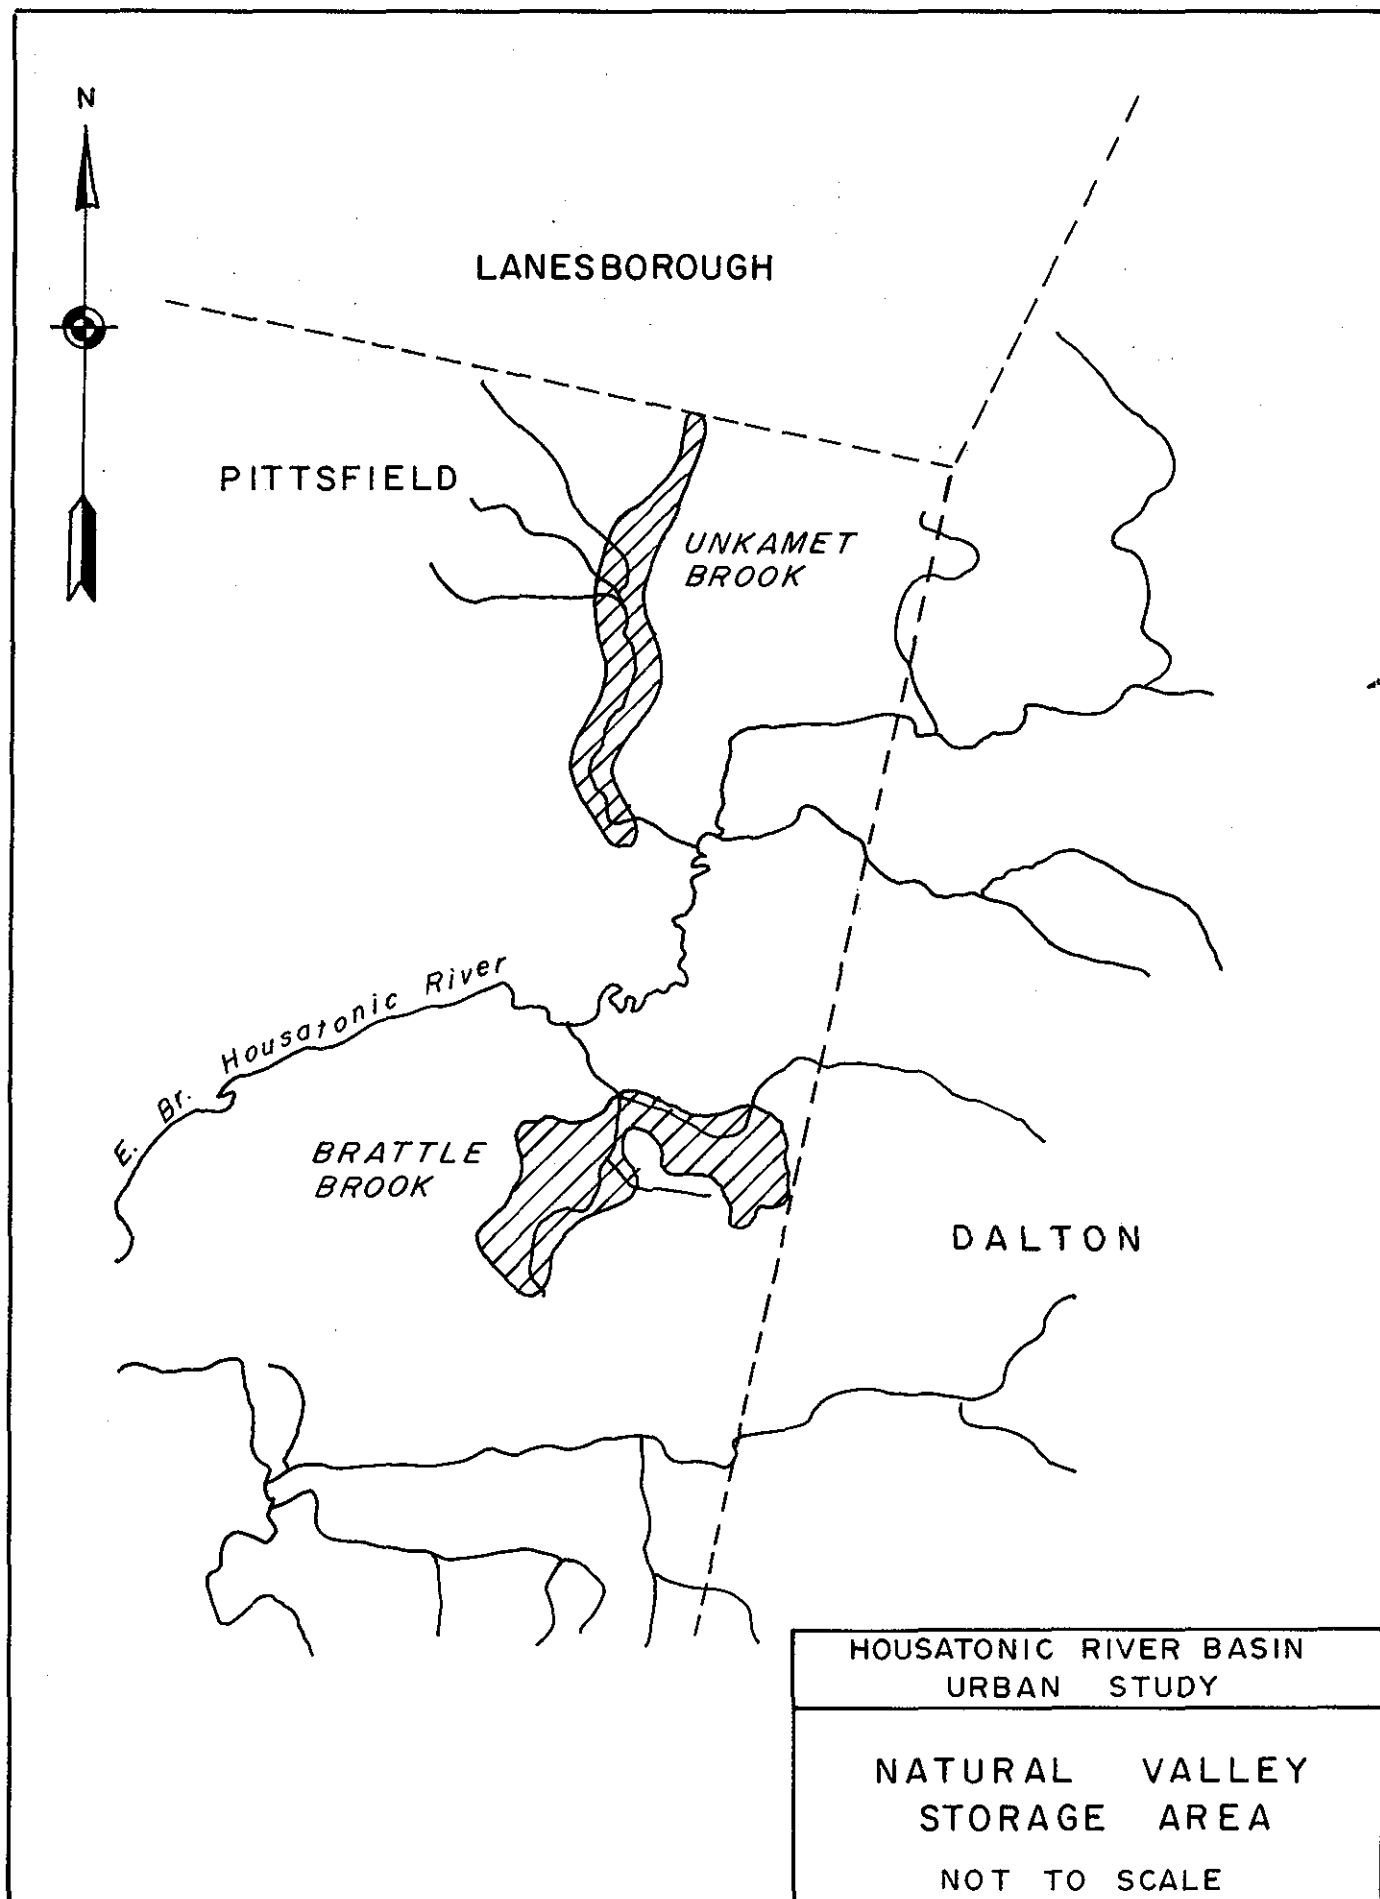 N
LANESBOROUGH
PITTSFIELD
UNKAMET
BROOK
E. Br. Housatonic River
BRATTLE
BROOK
DALTON
HOUSATONIC RIVER BASIN
URBAN STUDY
NATURAL VALLEY
STORAGE AREA
NOT TO SCALE